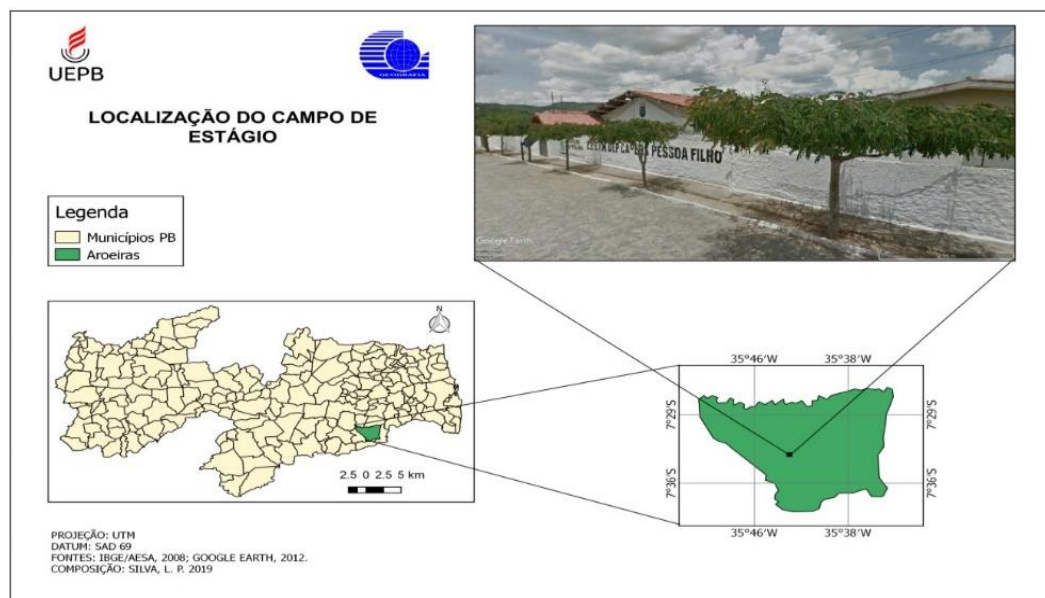 UEPB
GEOGRAFIA
LOCALIZAÇÃO DO CAMPO DE
ESTÁGIO
PESSOA FILHO
Google Earth
Legenda
Municípios PB
Aroeiras
N
2.5 0 2.5 5 km
35°46'W 35°38'W
7°29'S 7°29'S
7°36'S 7°36'S
35°46'W 35°38'W
PROJEÇÃO: UTM
DATUM: SAD 69
FONTES: IBGE/AESA, 2008; GOOGLE EARTH, 2012.
COMPOSIÇÃO: SILVA, L. P. 2019